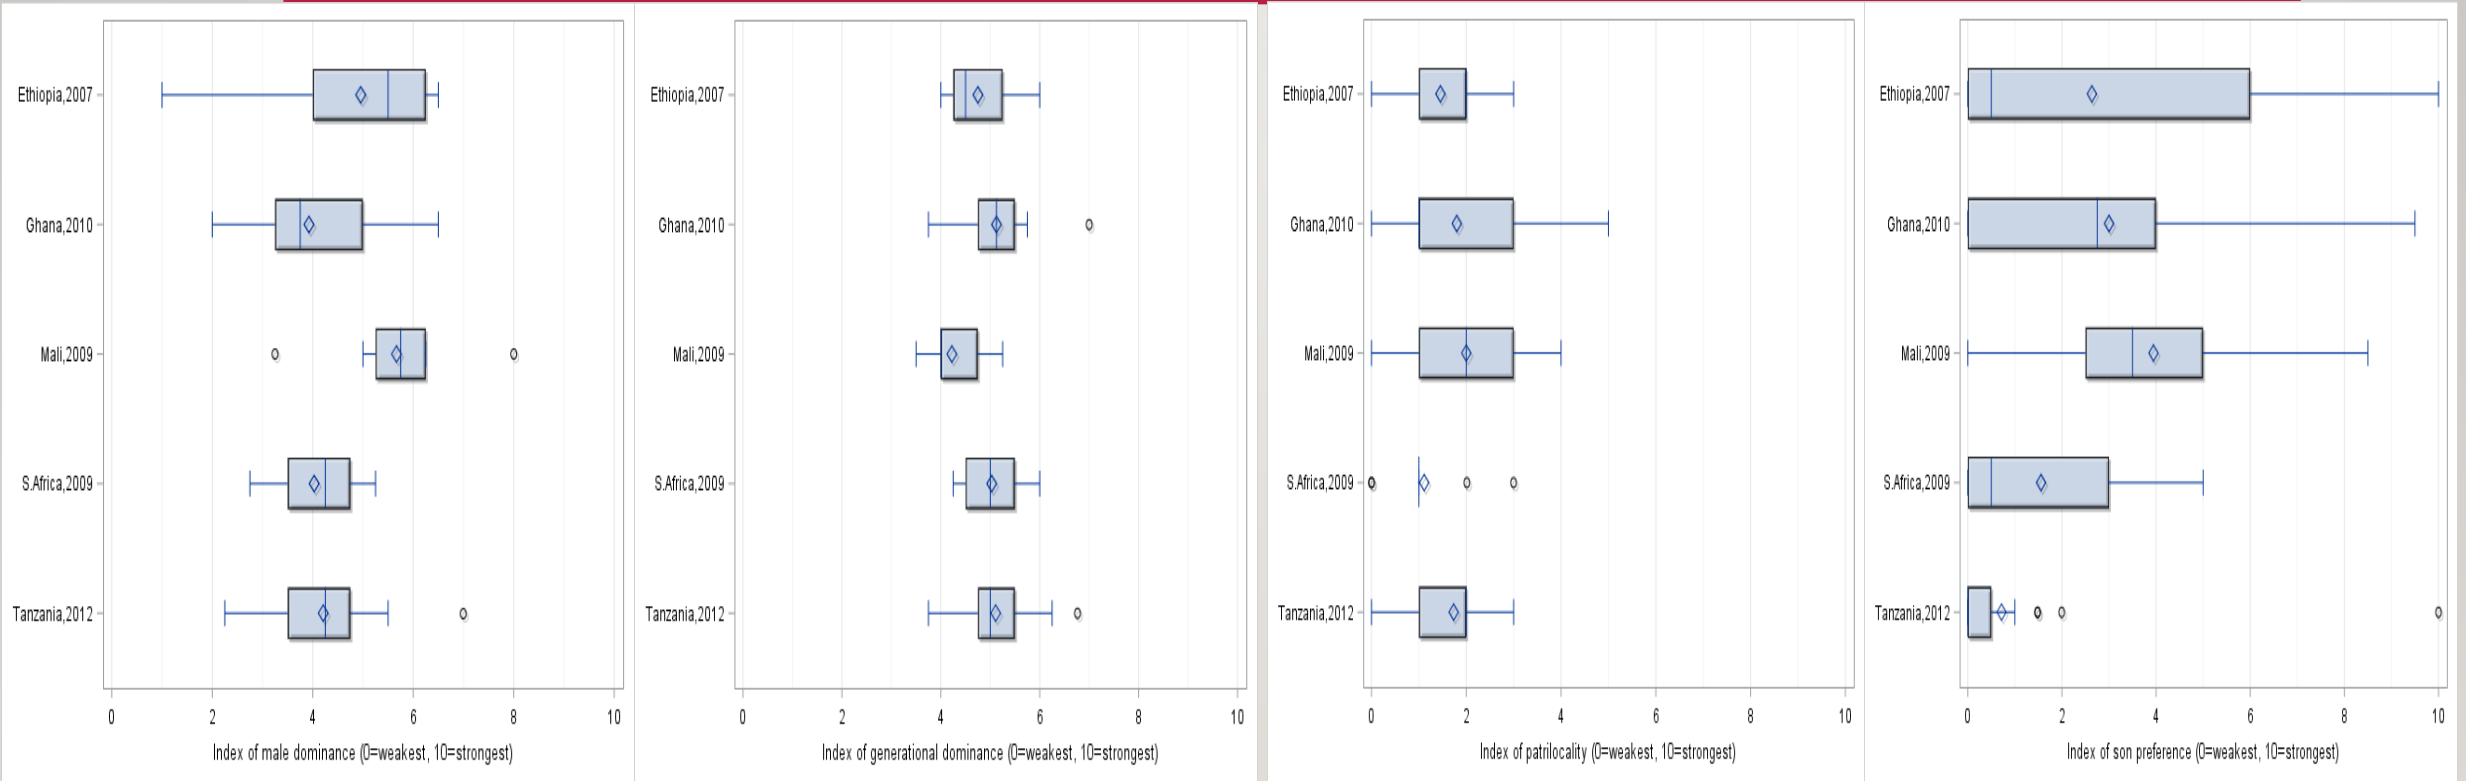 Ethiopia,2007
Ghana,2010
Mali,2009
S.Africa,2009
Tanzania,2012
0 2 4 6 8 10
Index of male dominance (0=weakest, 10=strongest)
Ethiopia,2007
Ghana,2010
Mali,2009
S.Africa,2009
Tanzania,2012
0 2 4 6 8 10
Index of generational dominance (0=weakest, 10=strongest)
Ethiopia,2007
Ghana,2010
Mali,2009
S.Africa,2009
Tanzania,2012
0 2 4 6 8 10
Index of patrilocality (0=weakest, 10=strongest)
Ethiopia,2007
Ghana,2010
Mali,2009
S.Africa,2009
Tanzania,2012
0 2 4 6 8 10
Index of son preference (0=weakest, 10=strongest)